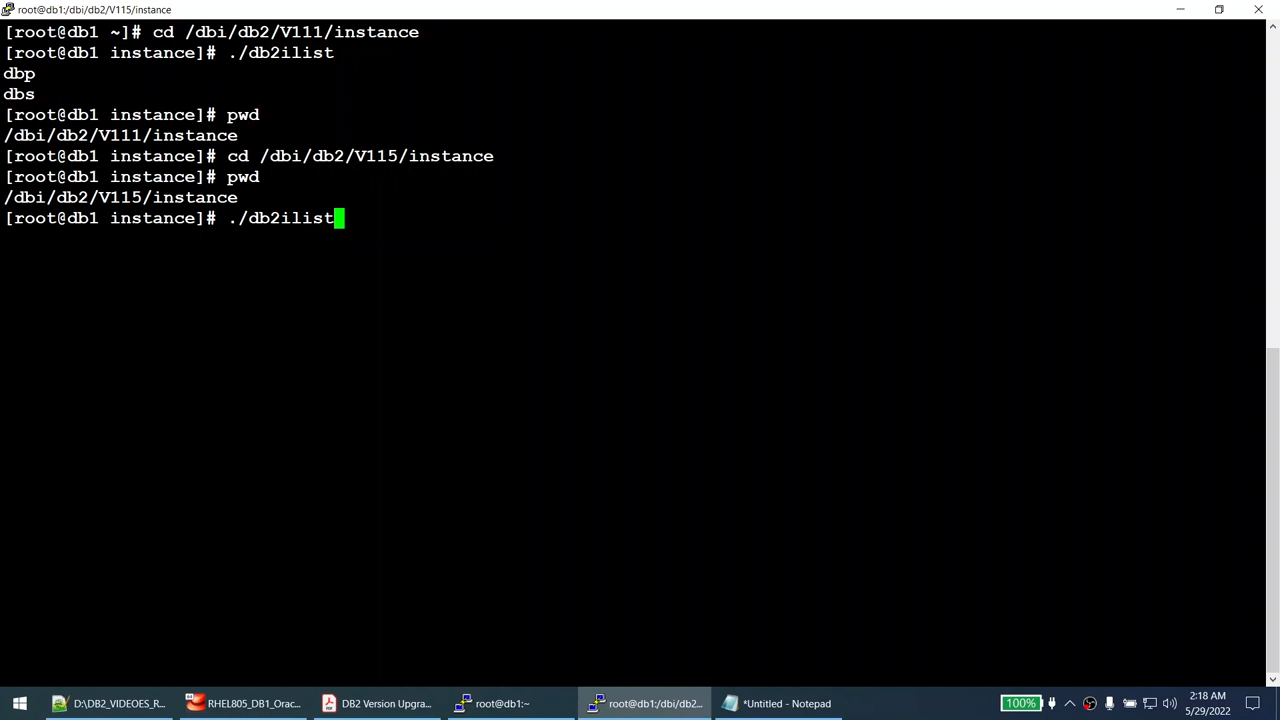 root@db1:/dbi/db2/V115/instance
[root@db1 ~]# cd /dbi/db2/V111/instance
[root@db1 instance]# ./db2ilist
dbp
dbs
[root@db1 instance]# pwd
/dbi/db2/V111/instance
[root@db1 instance]# cd /dbi/db2/V115/instance
[root@db1 instance]# pwd
/dbi/db2/V115/instance
[root@db1 instance]# ./db2ilist
D:\DB2_VIDEOES_R... RHEL805_DB1_Orac... DB2 Version Upgra... root@db1:~ root@db1:/dbi/db2... *Untitled - Notepad 100% 2:18 AM
5/29/2022